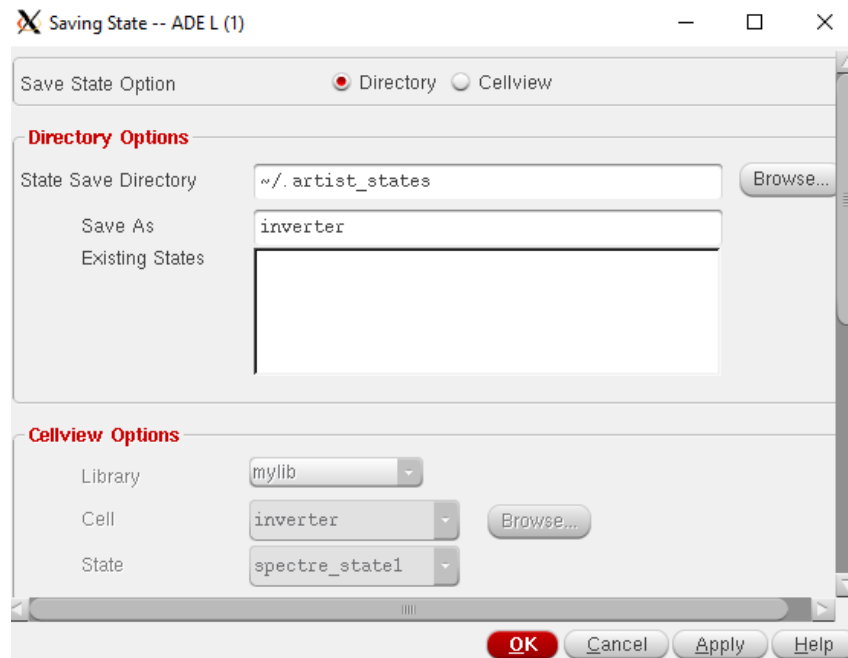 Saving State -- ADE L (1)
Save State Option Directory Cellview
Directory Options
State Save Directory ~/.artist_states Browse...
Save As inverter
Existing States
Cellview Options
Library mylib
Cell inverter Browse...
State spectre_state1
OK Cancel Apply Help